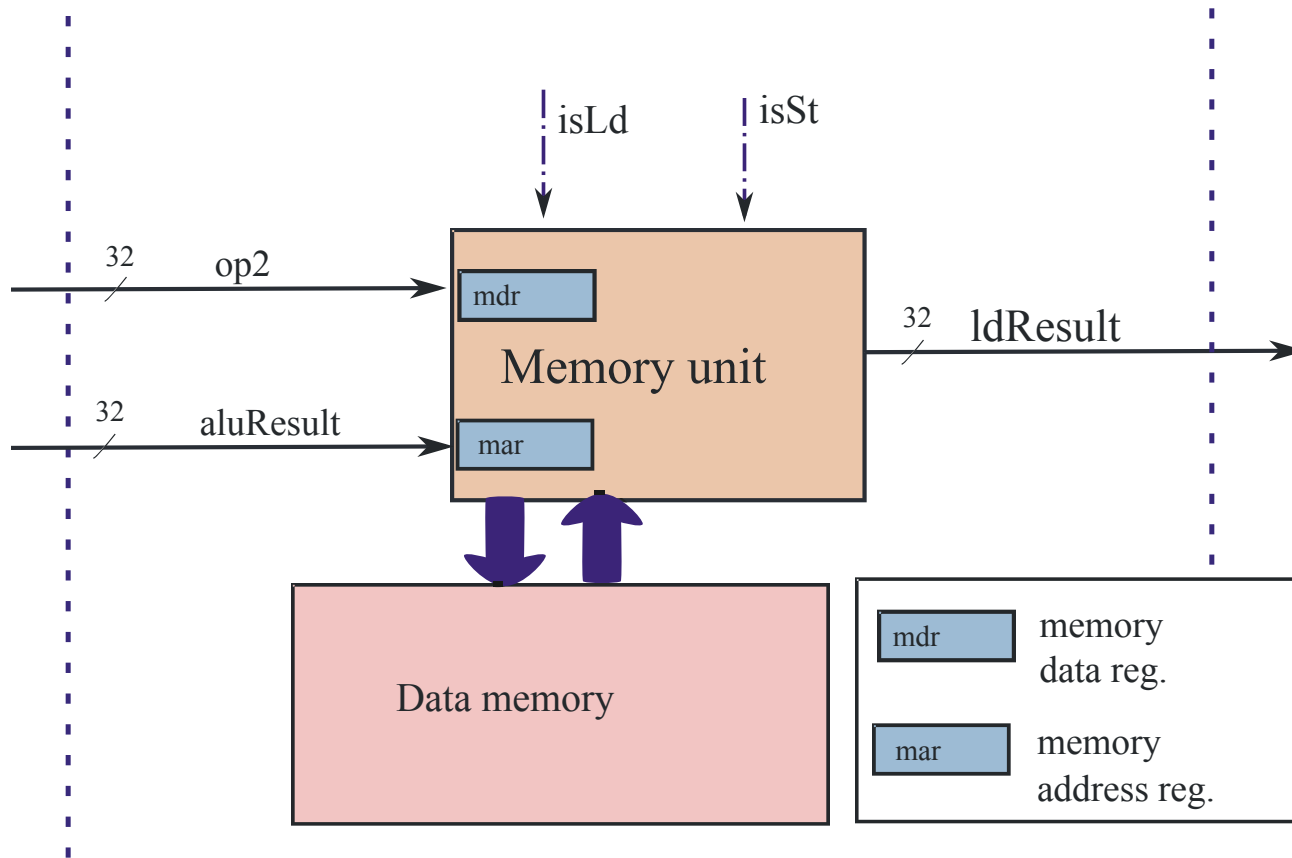 isLd
isSt
32
op2
mdr
32
ldResult
Memory unit
32
aluResult
mar
Data memory
mdr
memory
data reg.
mar
memory
address reg.